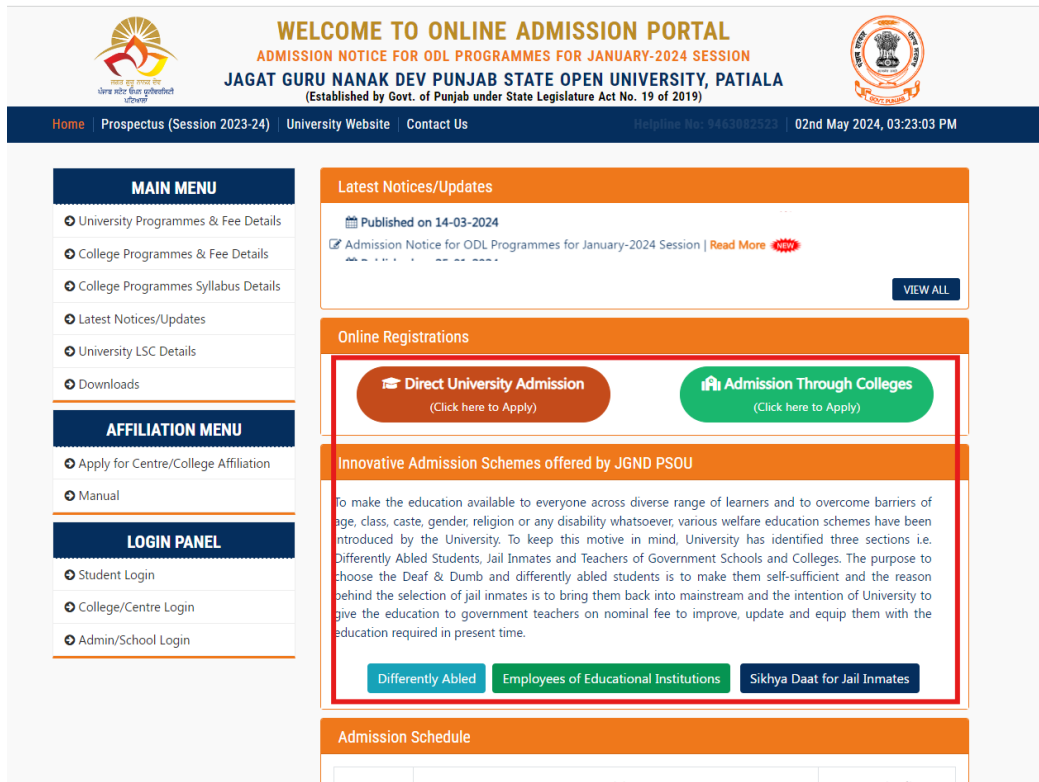 WELCOME TO ONLINE ADMISSION PORTAL
ADMISSION NOTICE FOR ODL PROGRAMMES FOR JANUARY-2024 SESSION
JAGAT GURU NANAK DEV PUNJAB STATE OPEN UNIVERSITY, PATIALA
(Established by Govt. of Punjab under State Legislature Act No. 19 of 2019)
ਜਗਤ ਗੁਰੂ ਨਾਨਕ ਦੇਵ
ਪੰਜਾਬ ਸਟੇਟ ਓਪਨ ਯੂਨੀਵਰਸਿਟੀ
ਪਟਿਆਲਾ
GOVT. PUNJAB
Home | Prospectus (Session 2023-24) | University Website | Contact Us
Helpline No: 9463082523 | 02nd May 2024, 03:23:03 PM
MAIN MENU
University Programmes & Fee Details
College Programmes & Fee Details
College Programmes Syllabus Details
Latest Notices/Updates
University LSC Details
Downloads
AFFILIATION MENU
Apply for Centre/College Affiliation
Manual
LOGIN PANEL
Student Login
College/Centre Login
Admin/School Login
Latest Notices/Updates
Published on 14-03-2024
Admission Notice for ODL Programmes for January-2024 Session | Read More NEW
VIEW ALL
Online Registrations
Direct University Admission
(Click here to Apply)
Admission Through Colleges
(Click here to Apply)
Innovative Admission Schemes offered by JGND PSOU
To make the education available to everyone across diverse range of learners and to overcome barriers of
age, class, caste, gender, religion or any disability whatsoever, various welfare education schemes have been
introduced by the University. To keep this motive in mind, University has identified three sections i.e.
Differently Abled Students, Jail Inmates and Teachers of Government Schools and Colleges. The purpose to
choose the Deaf & Dumb and differently abled students is to make them self-sufficient and the reason
behind the selection of jail inmates is to bring them back into mainstream and the intention of University to
give the education to government teachers on nominal fee to improve, update and equip them with the
education required in present time.
Differently Abled
Employees of Educational Institutions
Sikhya Daat for Jail Inmates
Admission Schedule